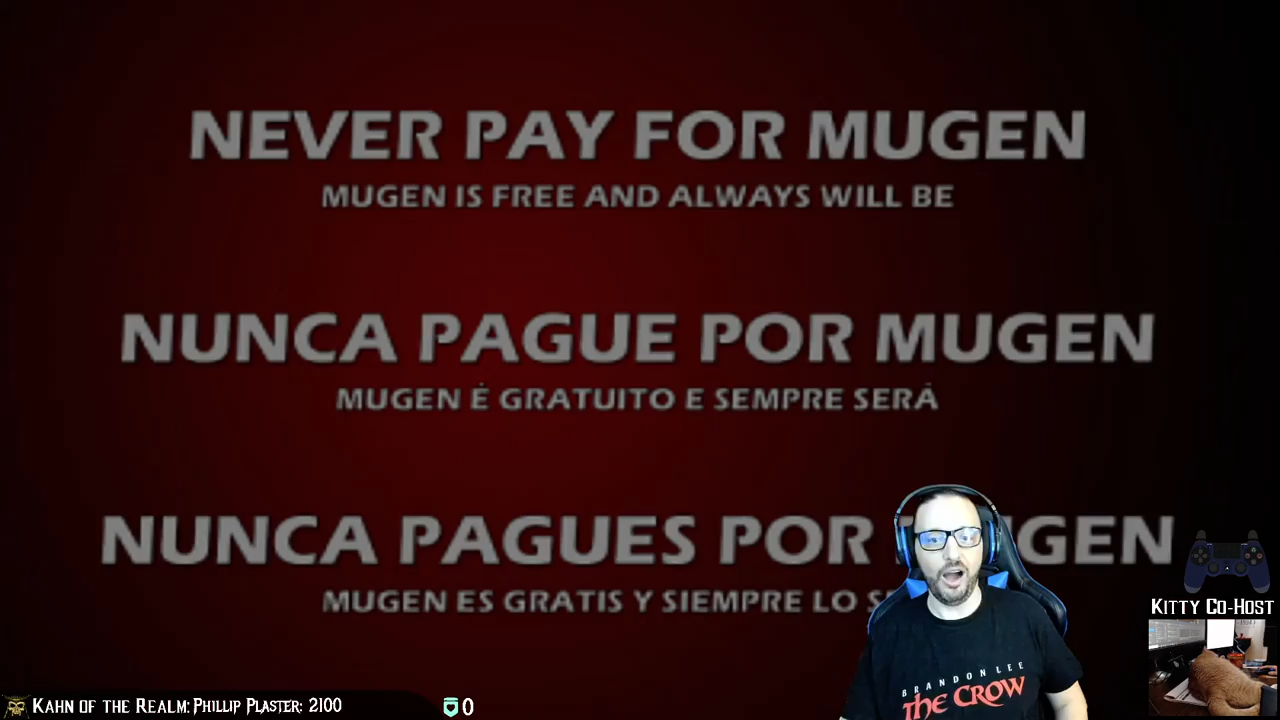 NEVER PAY FOR MUGEN
MUGEN IS FREE AND ALWAYS WILL BE
NUNCA PAGUE POR MUGEN
MUGEN É GRATUITO E SEMPRE SERÁ
NUNCA PAGUES POR MUGEN
MUGEN ES GRATIS Y SIEMPRE LO
BRANDON LEE
THE CROW
KITTY CO-HOST
KAHN OF THE REALM: PHILLIP PLASTER: 2100
0